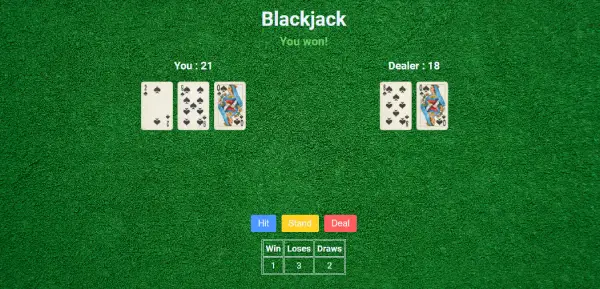 Blackjack
You won!
You : 21
Dealer : 18
Hit
Stand
Deal
Win Loses Draws
1 3 2